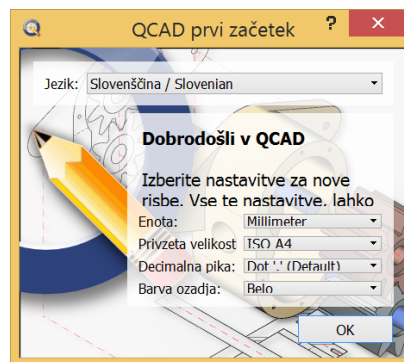 QCAD prvi začetek
Jezik: Slovenščina / Slovenian
Dobrodošli v QCAD
Izberite nastavitve za nove
risbe. Vse te nastavitve, lahko
Enota: Millimeter
Privzeta velikost ISO A4
Decimalna pika: Dot '.' (Default)
Barva ozadja: Belo
OK